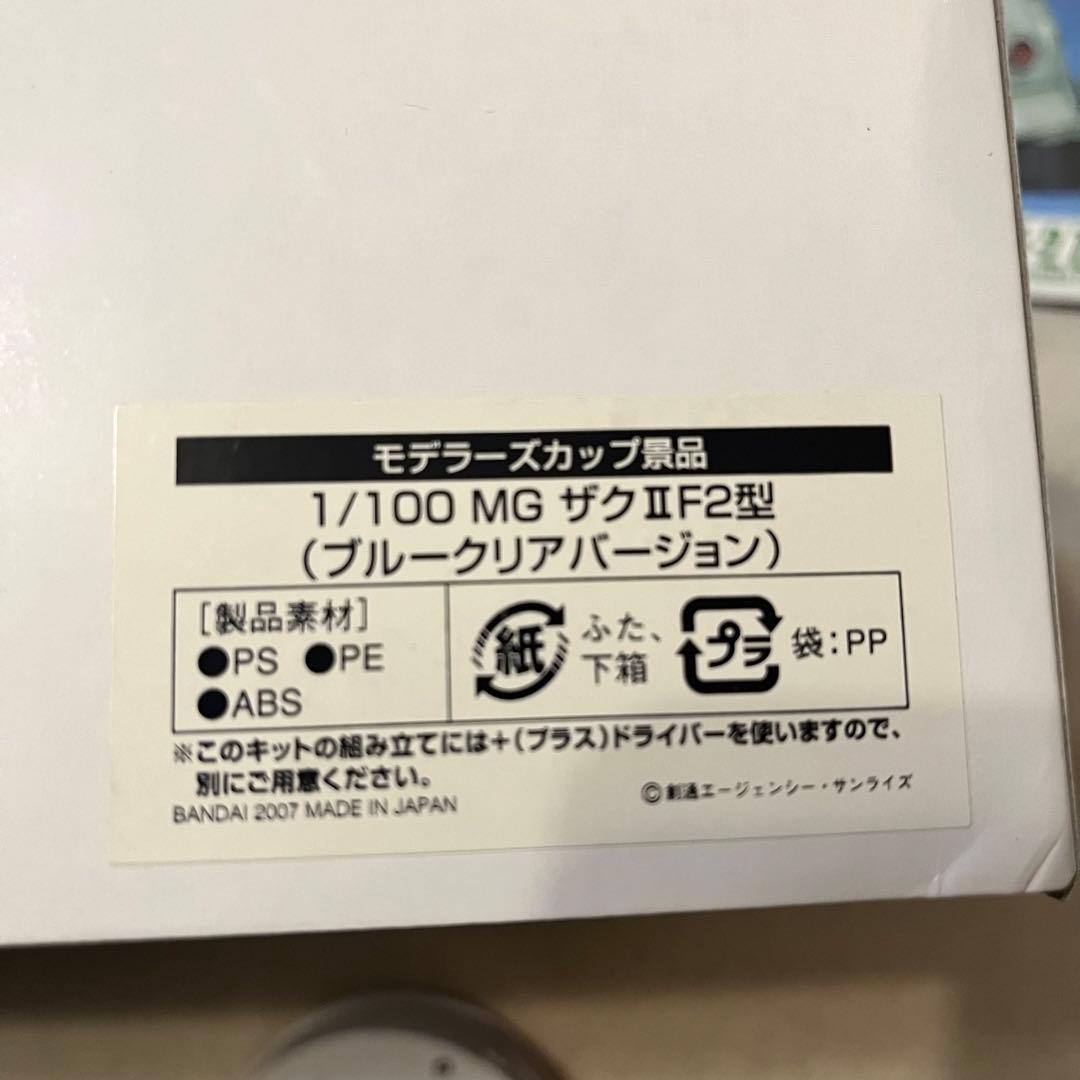 モデラーズカップ景品
1/100 MG ザクⅡF2型
(ブルークリアバージョン)
[製品素材]
●PS ●PE
●ABS
紙 ふた、
下箱
プラ 袋:PP
※このキットの組み立てには+(プラス)ドライバーを使いますので、
別にご用意ください。
BANDAI 2007 MADE IN JAPAN
©創通エージェンシー・サンライズ